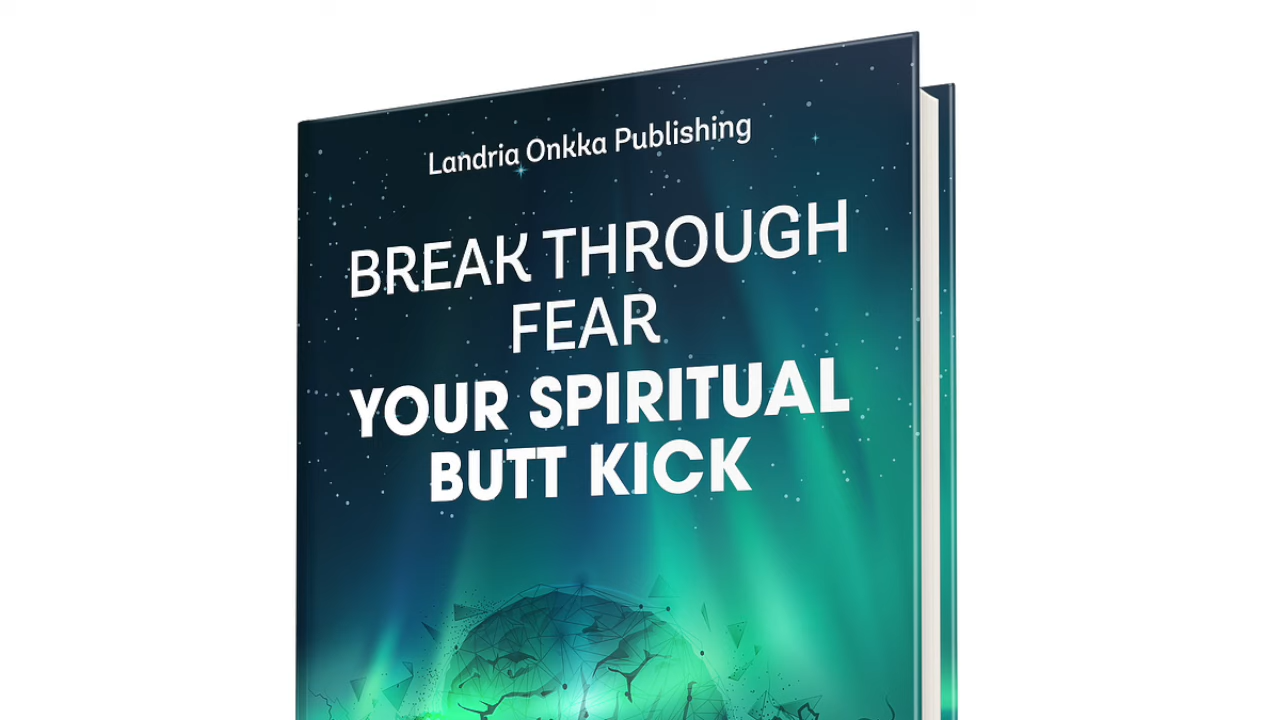 Landria Onkka Publishing
BREAK THROUGH
FEAR
YOUR SPIRITUAL
BUTT KICK